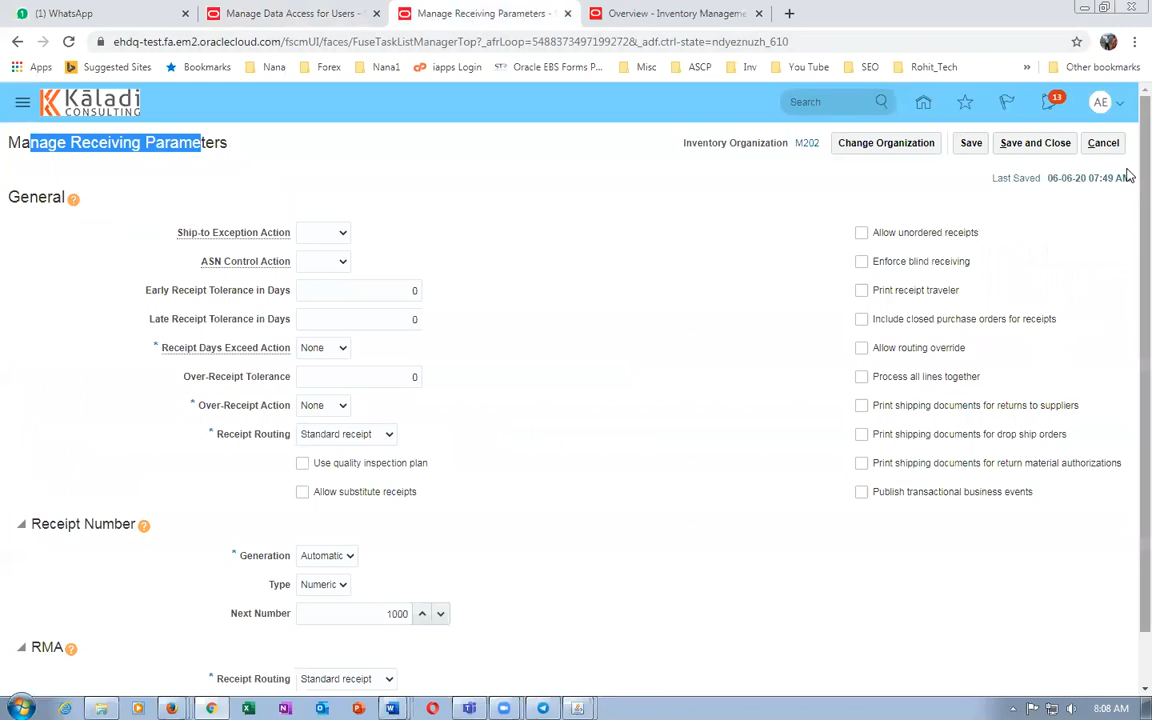 (1) WhatsApp
Manage Data Access for Users -
Manage Receiving Parameters -
Overview - Inventory Manageme
ehdq-test.fa.em2.oraclecloud.com/fscmUI/faces/FuseTaskListManagerTop?_afrLoop=5488373497199272&_adf.ctrl-state=ndyeznuzh_610
Apps
Suggested Sites
Bookmarks
Nana
Forex
Nana1
iapps Login
Oracle EBS Forms P...
Misc
ASCP
Inv
You Tube
SEO
Rohit_Tech
Other bookmarks
Kaladi
CONSULTING
Search
13
AE
Manage Receiving Parameters
Inventory Organization M202
Change Organization
Save
Save and Close
Cancel
Last Saved 06-06-20 07:49 AM
General
Ship-to Exception Action
Allow unordered receipts
ASN Control Action
Enforce blind receiving
Early Receipt Tolerance in Days 0
Print receipt traveler
Late Receipt Tolerance in Days 0
Include closed purchase orders for receipts
* Receipt Days Exceed Action None
Allow routing override
Over-Receipt Tolerance 0
Process all lines together
* Over-Receipt Action None
Print shipping documents for returns to suppliers
* Receipt Routing Standard receipt
Print shipping documents for drop ship orders
Use quality inspection plan
Print shipping documents for return material authorizations
Allow substitute receipts
Publish transactional business events
Receipt Number
* Generation Automatic
Type Numeric
Next Number 1000
RMA
* Receipt Routing Standard receipt
8:08 AM